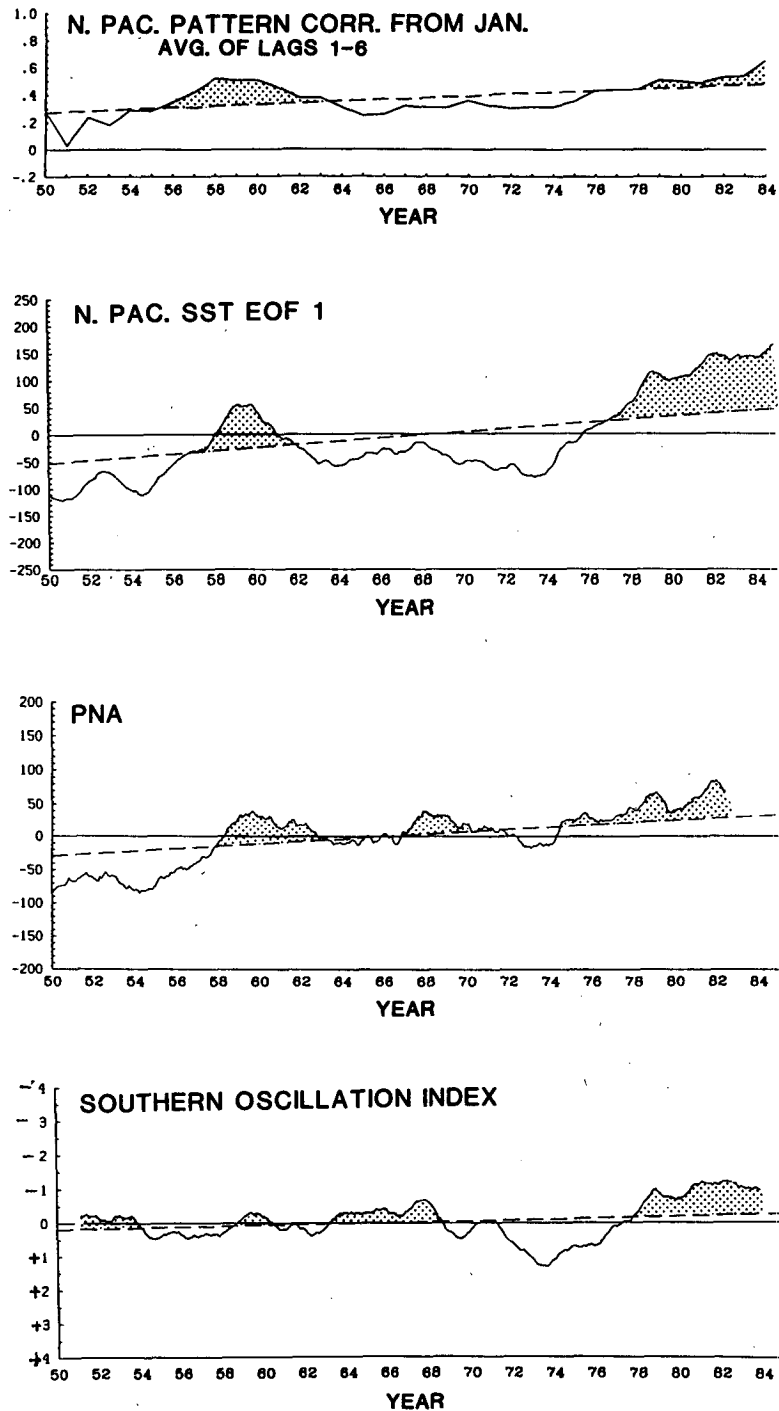 N. PAC. PATTERN CORR. FROM JAN.
AVG. OF LAGS 1-6
1.0
.8
.6
.4
.2
0
-.2
50 52 54 56 58 60 62 64 66 68 70 72 74 76 78 80 82 84
YEAR
N. PAC. SST EOF 1
250
200
150
100
50
0
-50
-100
-150
-200
-250
50 52 54 56 58 60 62 64 66 68 70 72 74 76 78 80 82 84
YEAR
PNA
200
150
100
50
0
-50
-100
-150
-200
50 52 54 56 58 60 62 64 66 68 70 72 74 76 78 80 82 84
YEAR
SOUTHERN OSCILLATION INDEX
- 4
- 3
- 2
-1
0
+1
+2
+3
+4
50 52 54 56 58 60 62 64 66 68 70 72 74 76 78 80 82 84
YEAR